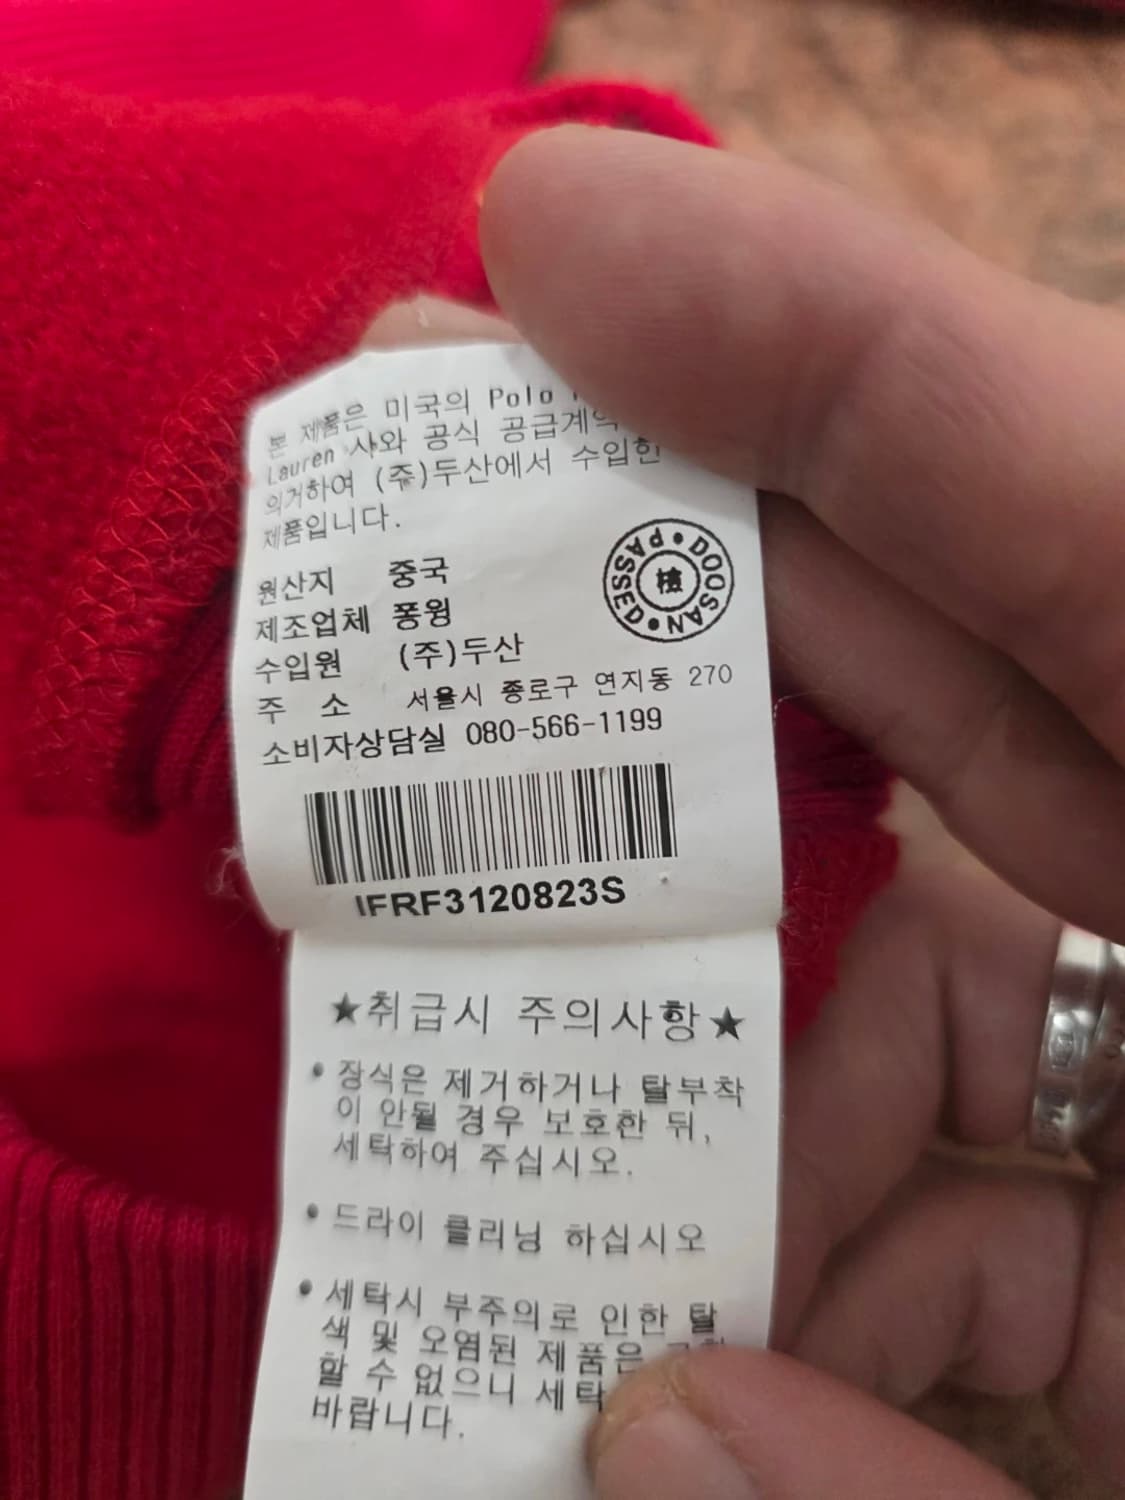 본 제품은 미국의 Polo
Lauren 사와 공식 공급계약
의거하여 (주)두산에서 수입한
제품입니다.
PASSED • DOOSAN •
檢
원산지 중국
제조업체 퐁윙
수입원 (주)두산
주 소 서울시 종로구 연지동 270
소비자상담실 080-566-1199
IFRF3120823S
★취급시 주의사항★
• 장식은 제거하거나 탈부착
이 안될 경우 보호한 뒤,
세탁하여 주십시오.
• 드라이 클리닝 하십시오
• 세탁시 부주의로 인한 탈
색 및 오염된 제품은
할 수 없으니 세탁
바랍니다.